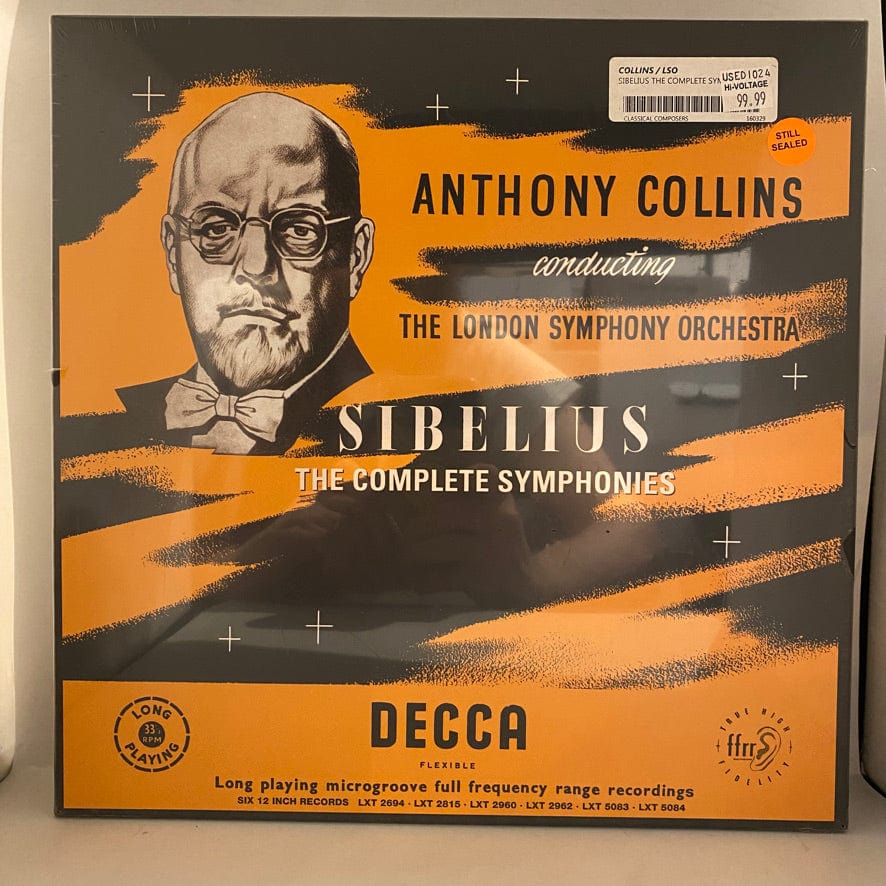 COLLINS / LSO
SIBELIUS THE COMPLETE SYM
USED1024
HI-VOLTAGE
99.99
CLASSICAL COMPOSERS 160329
STILL
SEALED
ANTHONY COLLINS
conducting
THE LONDON SYMPHONY ORCHESTRA
SIBELIUS
THE COMPLETE SYMPHONIES
LONG
33⅓
RPM
PLAYING
DECCA
FLEXIBLE
TRUE HIGH
ffrr
FIDELITY
Long playing microgroove full frequency range recordings
SIX 12 INCH RECORDS LXT 2694 · LXT 2815 · LXT 2960 · LXT 2962 · LXT 5083 · LXT 5084